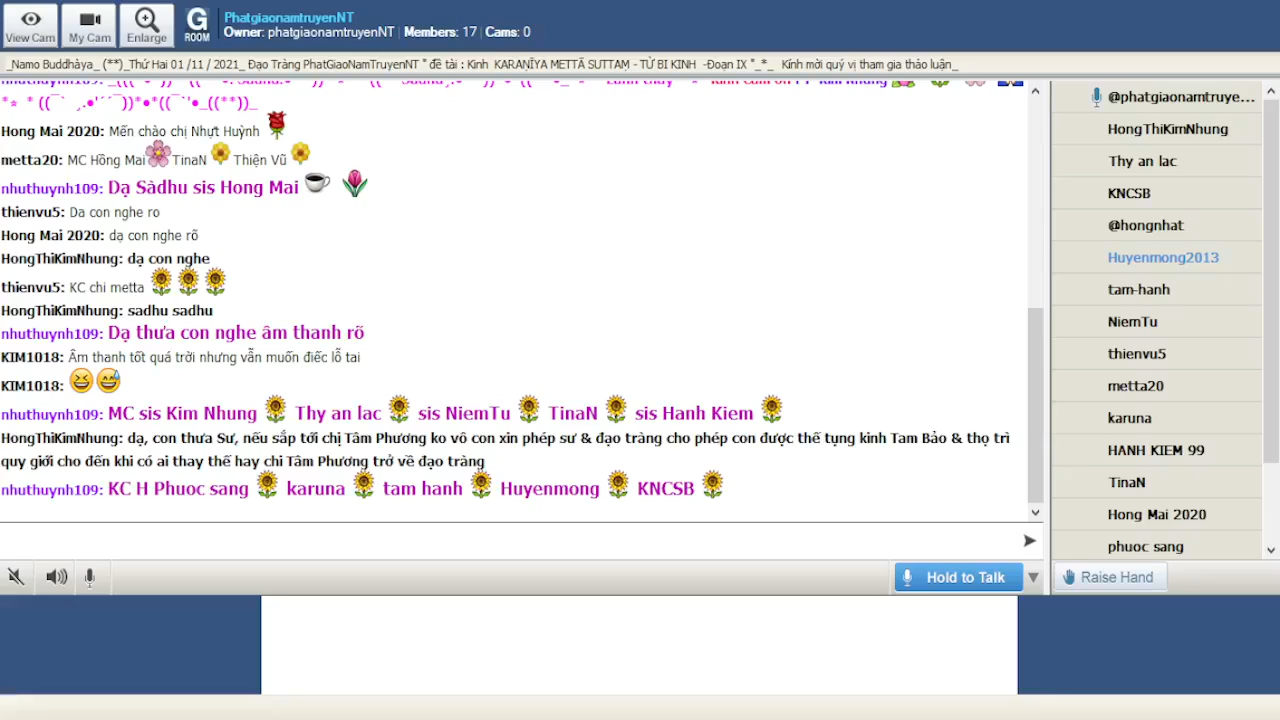 View Cam
My Cam
Enlarge
G
ROOM
PhatgiaonamtruyenNT
Owner: phatgiaonamtruyenNT | Members: 17 | Cams: 0
_Namo Buddhàya_ (**)_Thứ Hai 01 /11 / 2021_ Đạo Tràng PhatGiaoNamTruyenNT * đề tài : Kinh KARANĪYA METTĀ SUTTAṂ - TỪ BI KINH -Đoạn IX *_*_ Kính mời quý vị tham gia thảo luận_
Hong Mai 2020: Mến chào chị Nhựt Huỳnh
metta20: MC Hồng Mai TinaN Thiện Vũ
nhuthuynh109: Dạ Sàdhu sis Hong Mai
thienvu5: Da con nghe ro
Hong Mai 2020: dạ con nghe rõ
HongThiKimNhung: dạ con nghe
thienvu5: KC chi metta
HongThiKimNhung: sadhu sadhu
nhuthuynh109: Dạ thưa con nghe âm thanh rõ
KIM1018: Âm thanh tốt quá trời nhưng vẫn muốn điếc lỗ tai
KIM1018:
nhuthuynh109: MC sis Kim Nhung Thy an lac sis NiemTu TinaN sis Hanh Kiem
HongThiKimNhung: dạ, con thưa Sư, nếu sắp tới chị Tâm Phương ko vô con xin phép sư & đạo tràng cho phép con được thế tụng kinh Tam Bảo & thọ trì
quy giới cho đến khi có ai thay thế hay chi Tâm Phương trở về đạo tràng
nhuthuynh109: KC H Phuoc sang karuna tam hanh Huyenmong KNCSB
@phatgiaonamtruye...
HongThiKimNhung
Thy an lac
KNCSB
@hongnhat
Huyenmong2013
tam-hanh
NiemTu
thienvu5
metta20
karuna
HANH KIEM 99
TinaN
Hong Mai 2020
phuoc sang
Hold to Talk
Raise Hand